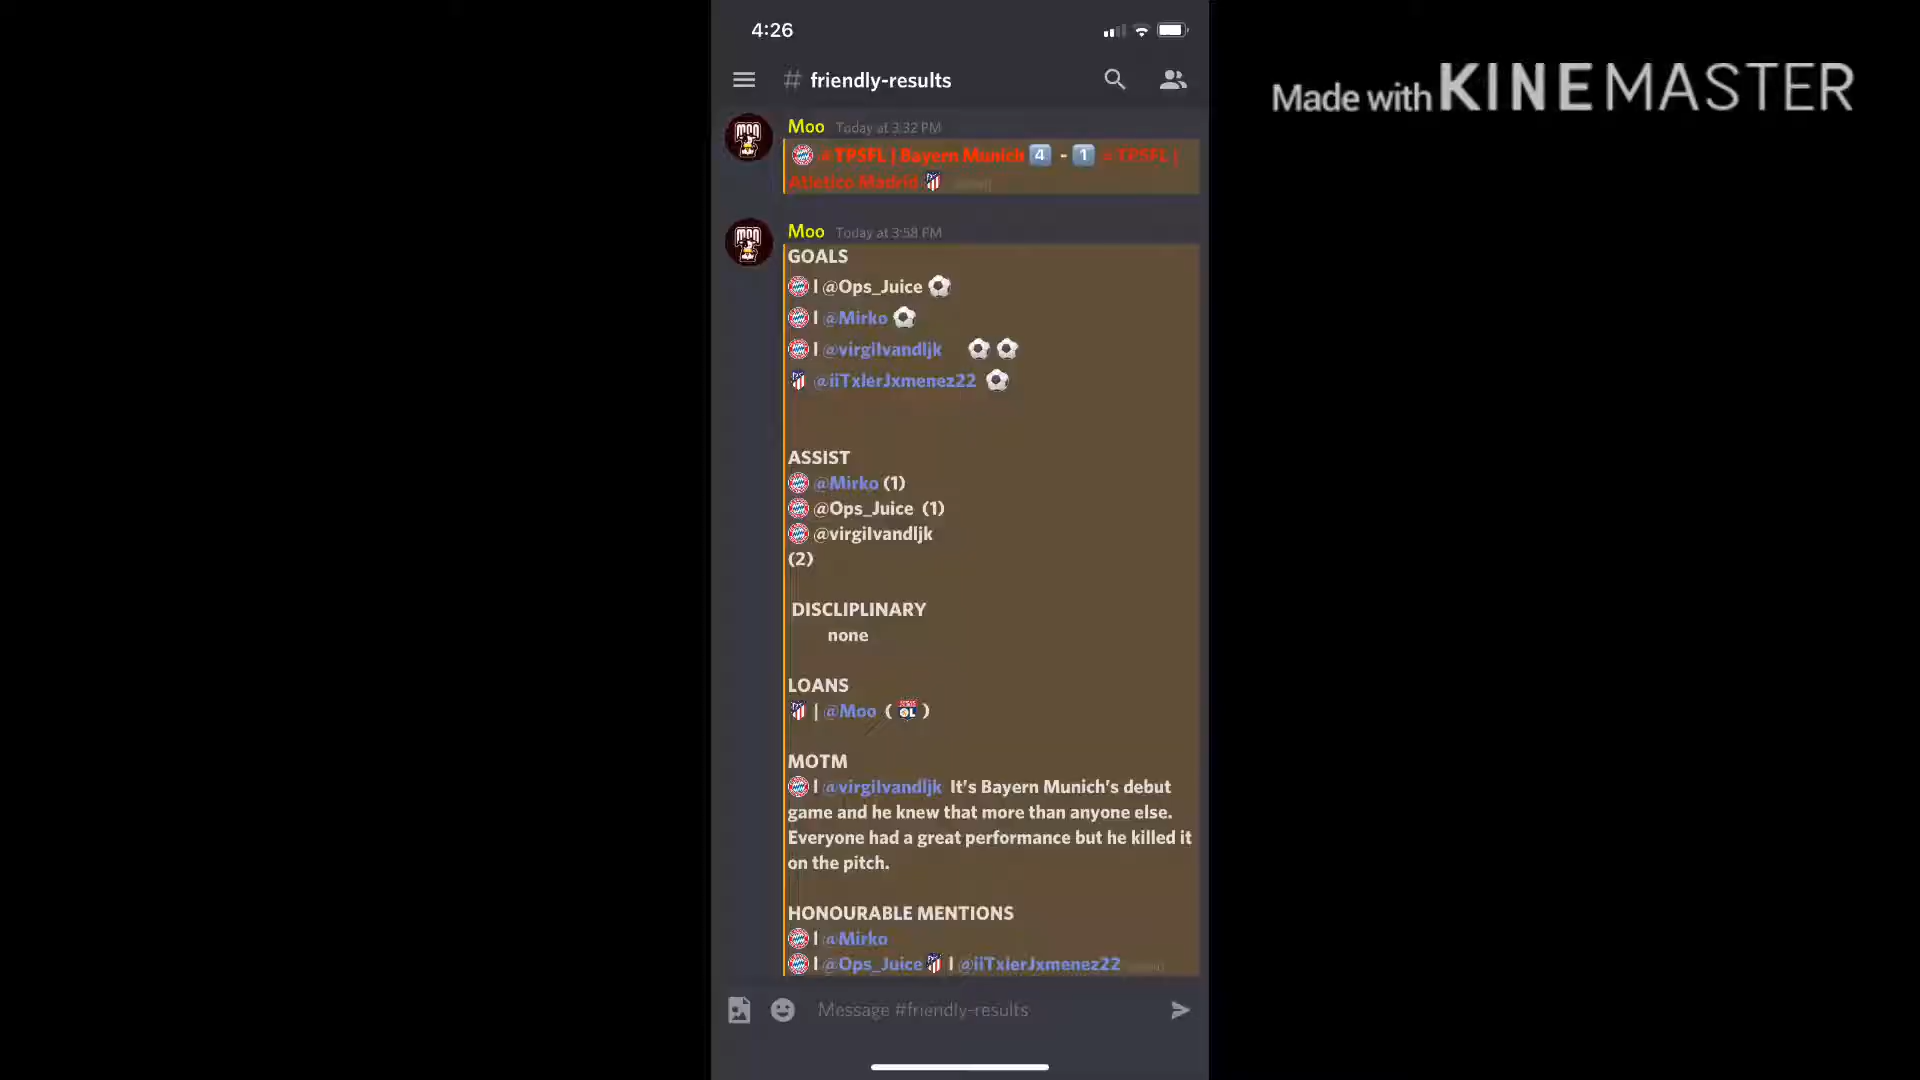 4:26
# friendly-results
Made with KINEMASTER
Moo Today at 3:32 PM
= TPSFL | Bayern Munich 4 - 1 = TPSFL |
Atletico Madrid
Moo Today at 3:58 PM
GOALS
| @Ops_Juice
| @Mirko
| @virgilvandljk
@iiTxlerJxmenez22
ASSIST
@Mirko (1)
@Ops_Juice (1)
@virgilvandljk
(2)
DISCLIPLINARY
none
LOANS
| @Moo ( OL )
MOTM
| @virgilvandljk It's Bayern Munich's debut
game and he knew that more than anyone else.
Everyone had a great performance but he killed it
on the pitch.
HONOURABLE MENTIONS
| @Mirko
| @Ops_Juice | @iiTxlerJxmenez22
Message #friendly-results